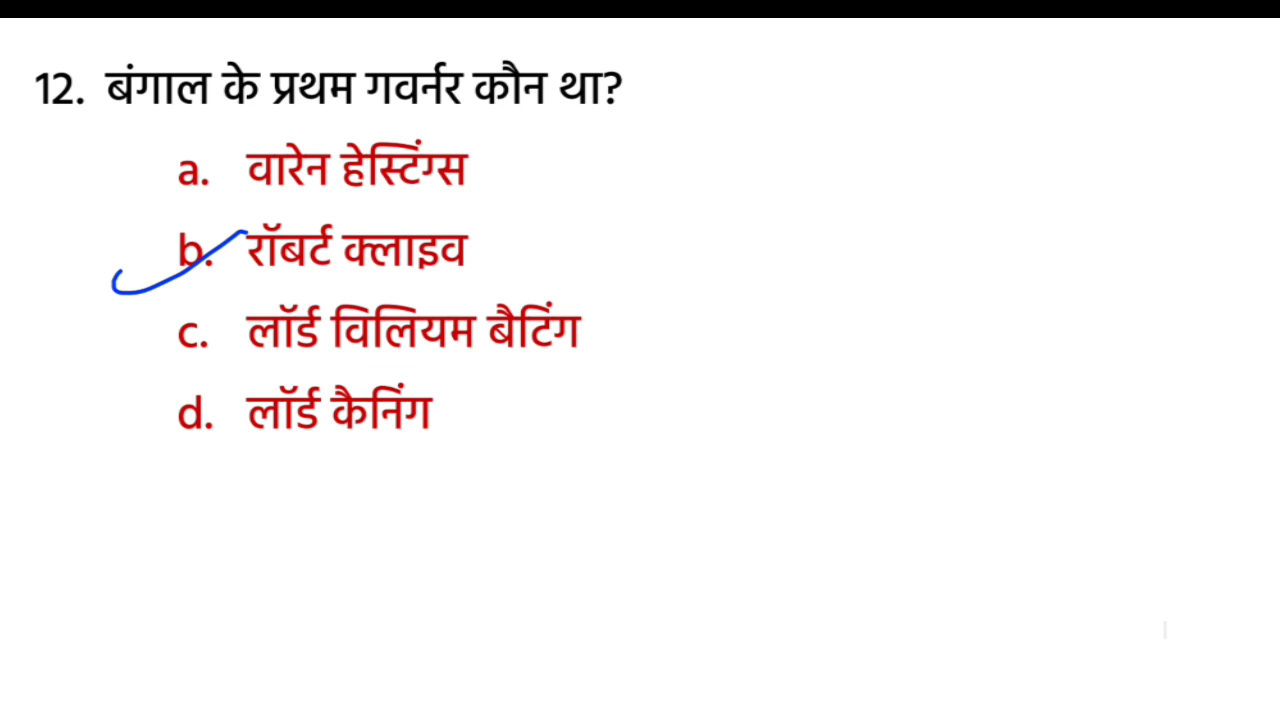 12. बंगाल के प्रथम गवर्नर कौन था?
a. वारेन हेस्टिंग्स
b. रॉबर्ट क्लाइव
c. लॉर्ड विलियम बैटिंग
d. लॉर्ड कैनिंग